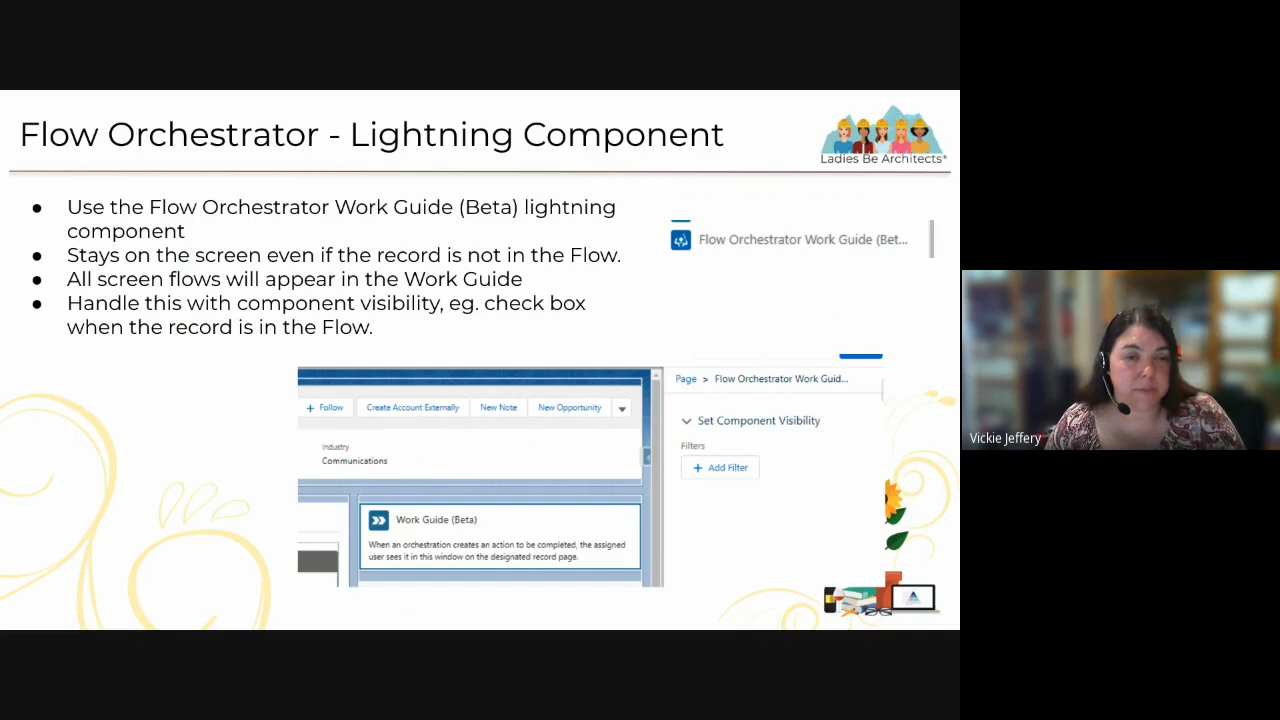 Flow Orchestrator - Lightning Component
Ladies Be Architects*
● Use the Flow Orchestrator Work Guide (Beta) lightning
component
● Stays on the screen even if the record is not in the Flow.
● All screen flows will appear in the Work Guide
● Handle this with component visibility, eg. check box
when the record is in the Flow.
Flow Orchestrator Work Guide (Bet...
+ Follow
Create Account Externally
New Note
New Opportunity
Industry
Communications
Work Guide (Beta)
When an orchestration creates an action to be completed, the assigned
user sees it in this window on the designated record page.
Page > Flow Orchestrator Work Guid...
Set Component Visibility
Filters
+ Add Filter
Vickie Jeffery